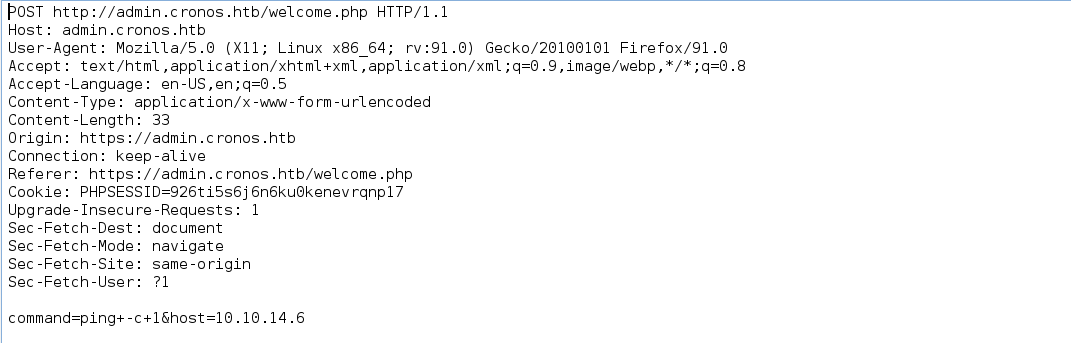 POST http://admin.cronos.htb/welcome.php HTTP/1.1
Host: admin.cronos.htb
User-Agent: Mozilla/5.0 (X11; Linux x86_64; rv:91.0) Gecko/20100101 Firefox/91.0
Accept: text/html,application/xhtml+xml,application/xml;q=0.9,image/webp,*/*;q=0.8
Accept-Language: en-US,en;q=0.5
Content-Type: application/x-www-form-urlencoded
Content-Length: 33
Origin: https://admin.cronos.htb
Connection: keep-alive
Referer: https://admin.cronos.htb/welcome.php
Cookie: PHPSESSID=926ti5s6j6n6ku0kenevrqnp17
Upgrade-Insecure-Requests: 1
Sec-Fetch-Dest: document
Sec-Fetch-Mode: navigate
Sec-Fetch-Site: same-origin
Sec-Fetch-User: ?1
command=ping+-c+1&host=10.10.14.6